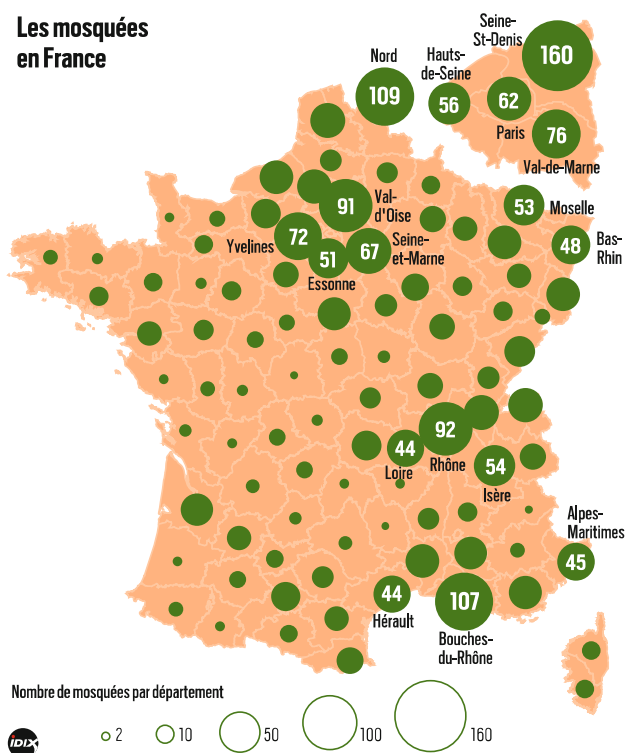 Les mosquées
en France
Seine-
St-Denis
160
Nord
109
Hauts-
de-Seine
56
62
Paris
76
Val-de-Marne
91
Val-
d'Oise
53
Moselle
72
Yvelines
51
Essonne
67
Seine-
et-Marne
48
Bas-
Rhin
92
Rhône
44
Loire
54
Isère
Alpes-
Maritimes
45
44
Hérault
107
Bouches-
du-Rhône
Nombre de mosquées par département
2
10
50
100
160
iDIX